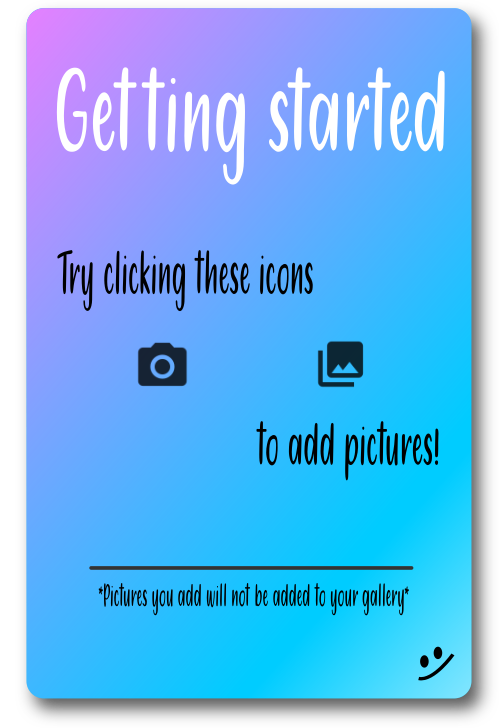 Getting started
Try clicking these icons
to add pictures!
*Pictures you add will not be added to your gallery*